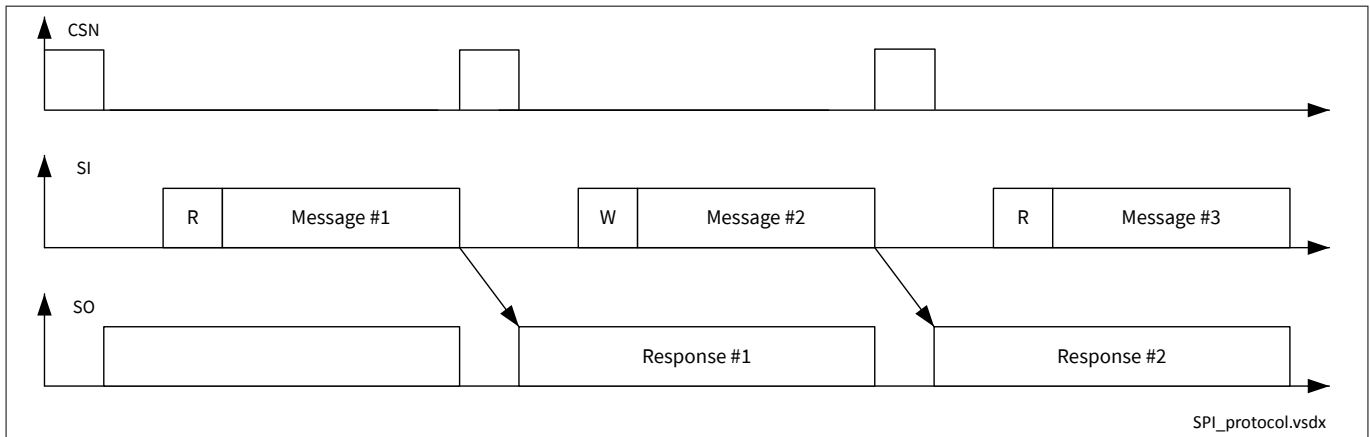 CSN
SI
R Message #1 W Message #2 R Message #3
SO
Response #1 Response #2
SPI_protocol.vsdx